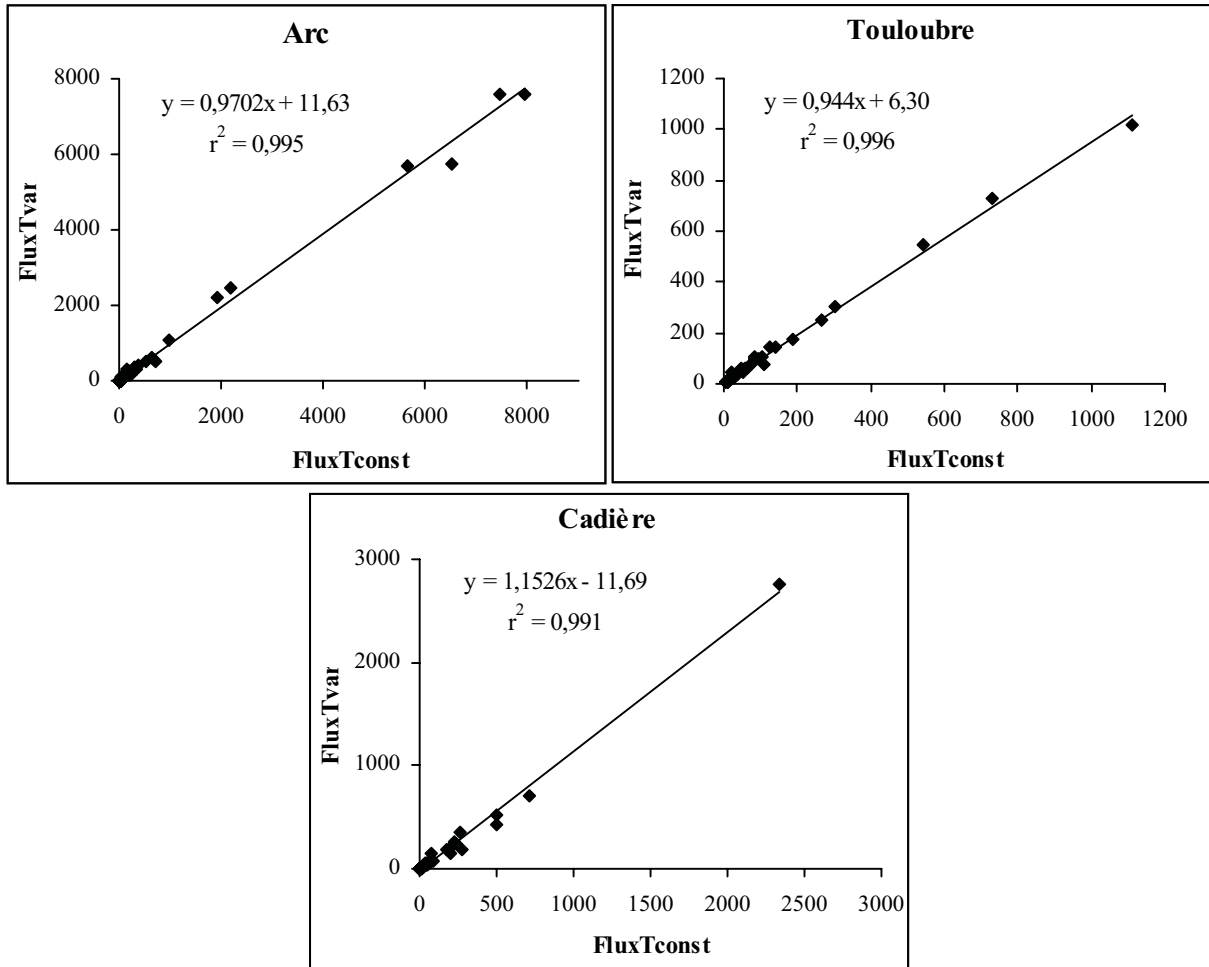 Arc
8000
6000
4000
2000
0
y = 0,9702x + 11,63
r² = 0,995
FluxTvar
0 2000 4000 6000 8000
FluxTconst
Touloubre
1200
1000
800
600
400
200
0
y = 0,944x + 6,30
r² = 0,996
FluxTvar
0 200 400 600 800 1000 1200
FluxTconst
Cadière
3000
2000
1000
0
y = 1,1526x - 11,69
r² = 0,991
FluxTvar
0 500 1000 1500 2000 2500 3000
FluxTconst